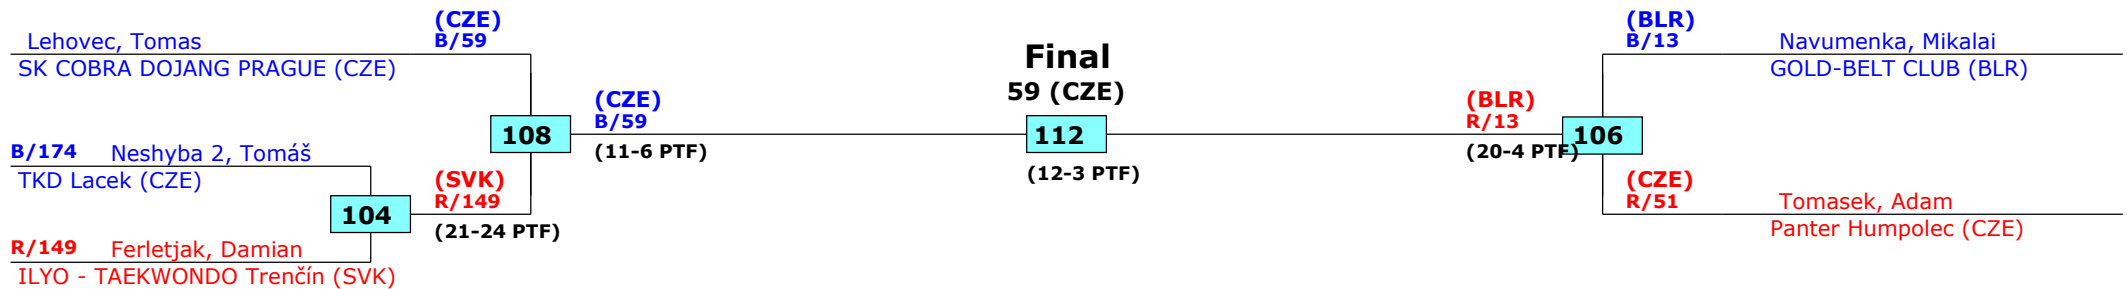 (CZE)
B/59
Lehovec, Tomas
SK COBRA DOJANG PRAGUE (CZE)
B/174 Neshyba 2, Tomáš
TKD Lacek (CZE)
104
R/149 Ferletjak, Damian
ILYO - TAEKWONDO Trenčín (SVK)
(SVK)
R/149
(21-24 PTF)
108
(CZE)
B/59
(11-6 PTF)
Final
59 (CZE)
112
(12-3 PTF)
(BLR)
R/13
(20-4 PTF)
106
(BLR)
B/13
Navumenka, Mikalai
GOLD-BELT CLUB (BLR)
(CZE)
R/51
Tomasek, Adam
Panter Humpolec (CZE)